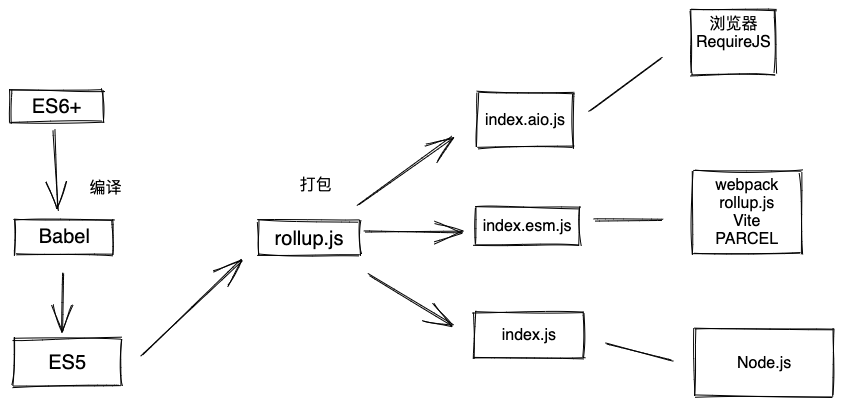 ES6+
编译
Babel
ES5
打包
rollup.js
index.aio.js
index.esm.js
index.js
浏览器
RequireJS
webpack
rollup.js
Vite
PARCEL
Node.js